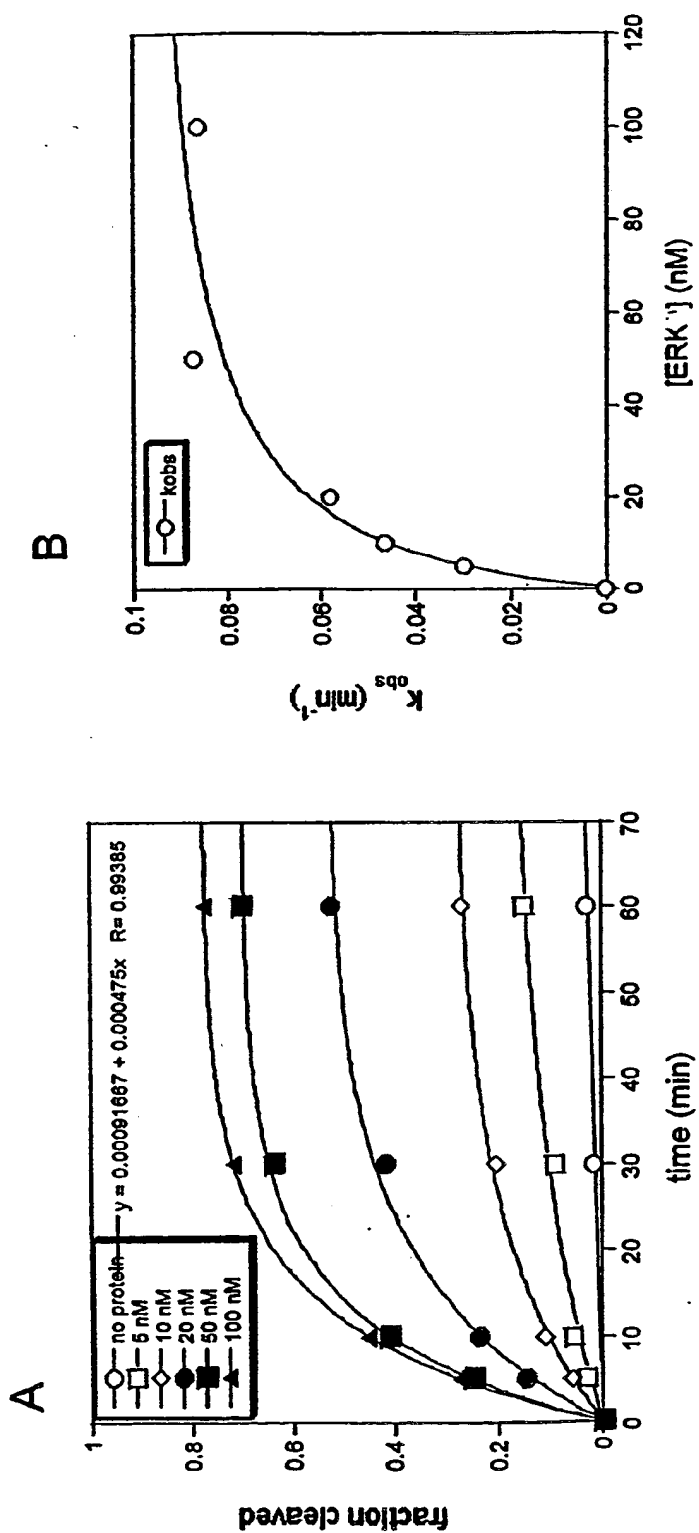 A
fraction cleaved
1
0.8
0.6
0.4
0.2
0
no protein
y = 0.00091667 + 0.000475x R= 0.99385
5 nM
10 nM
20 nM
50 nM
100 nM
0
10
20
30
40
50
60
70
time (min)
B
kobs (min-1)
0.1
0.08
0.06
0.04
0.02
0
kobs
0
20
40
60
80
100
120
[ERK] (nM)